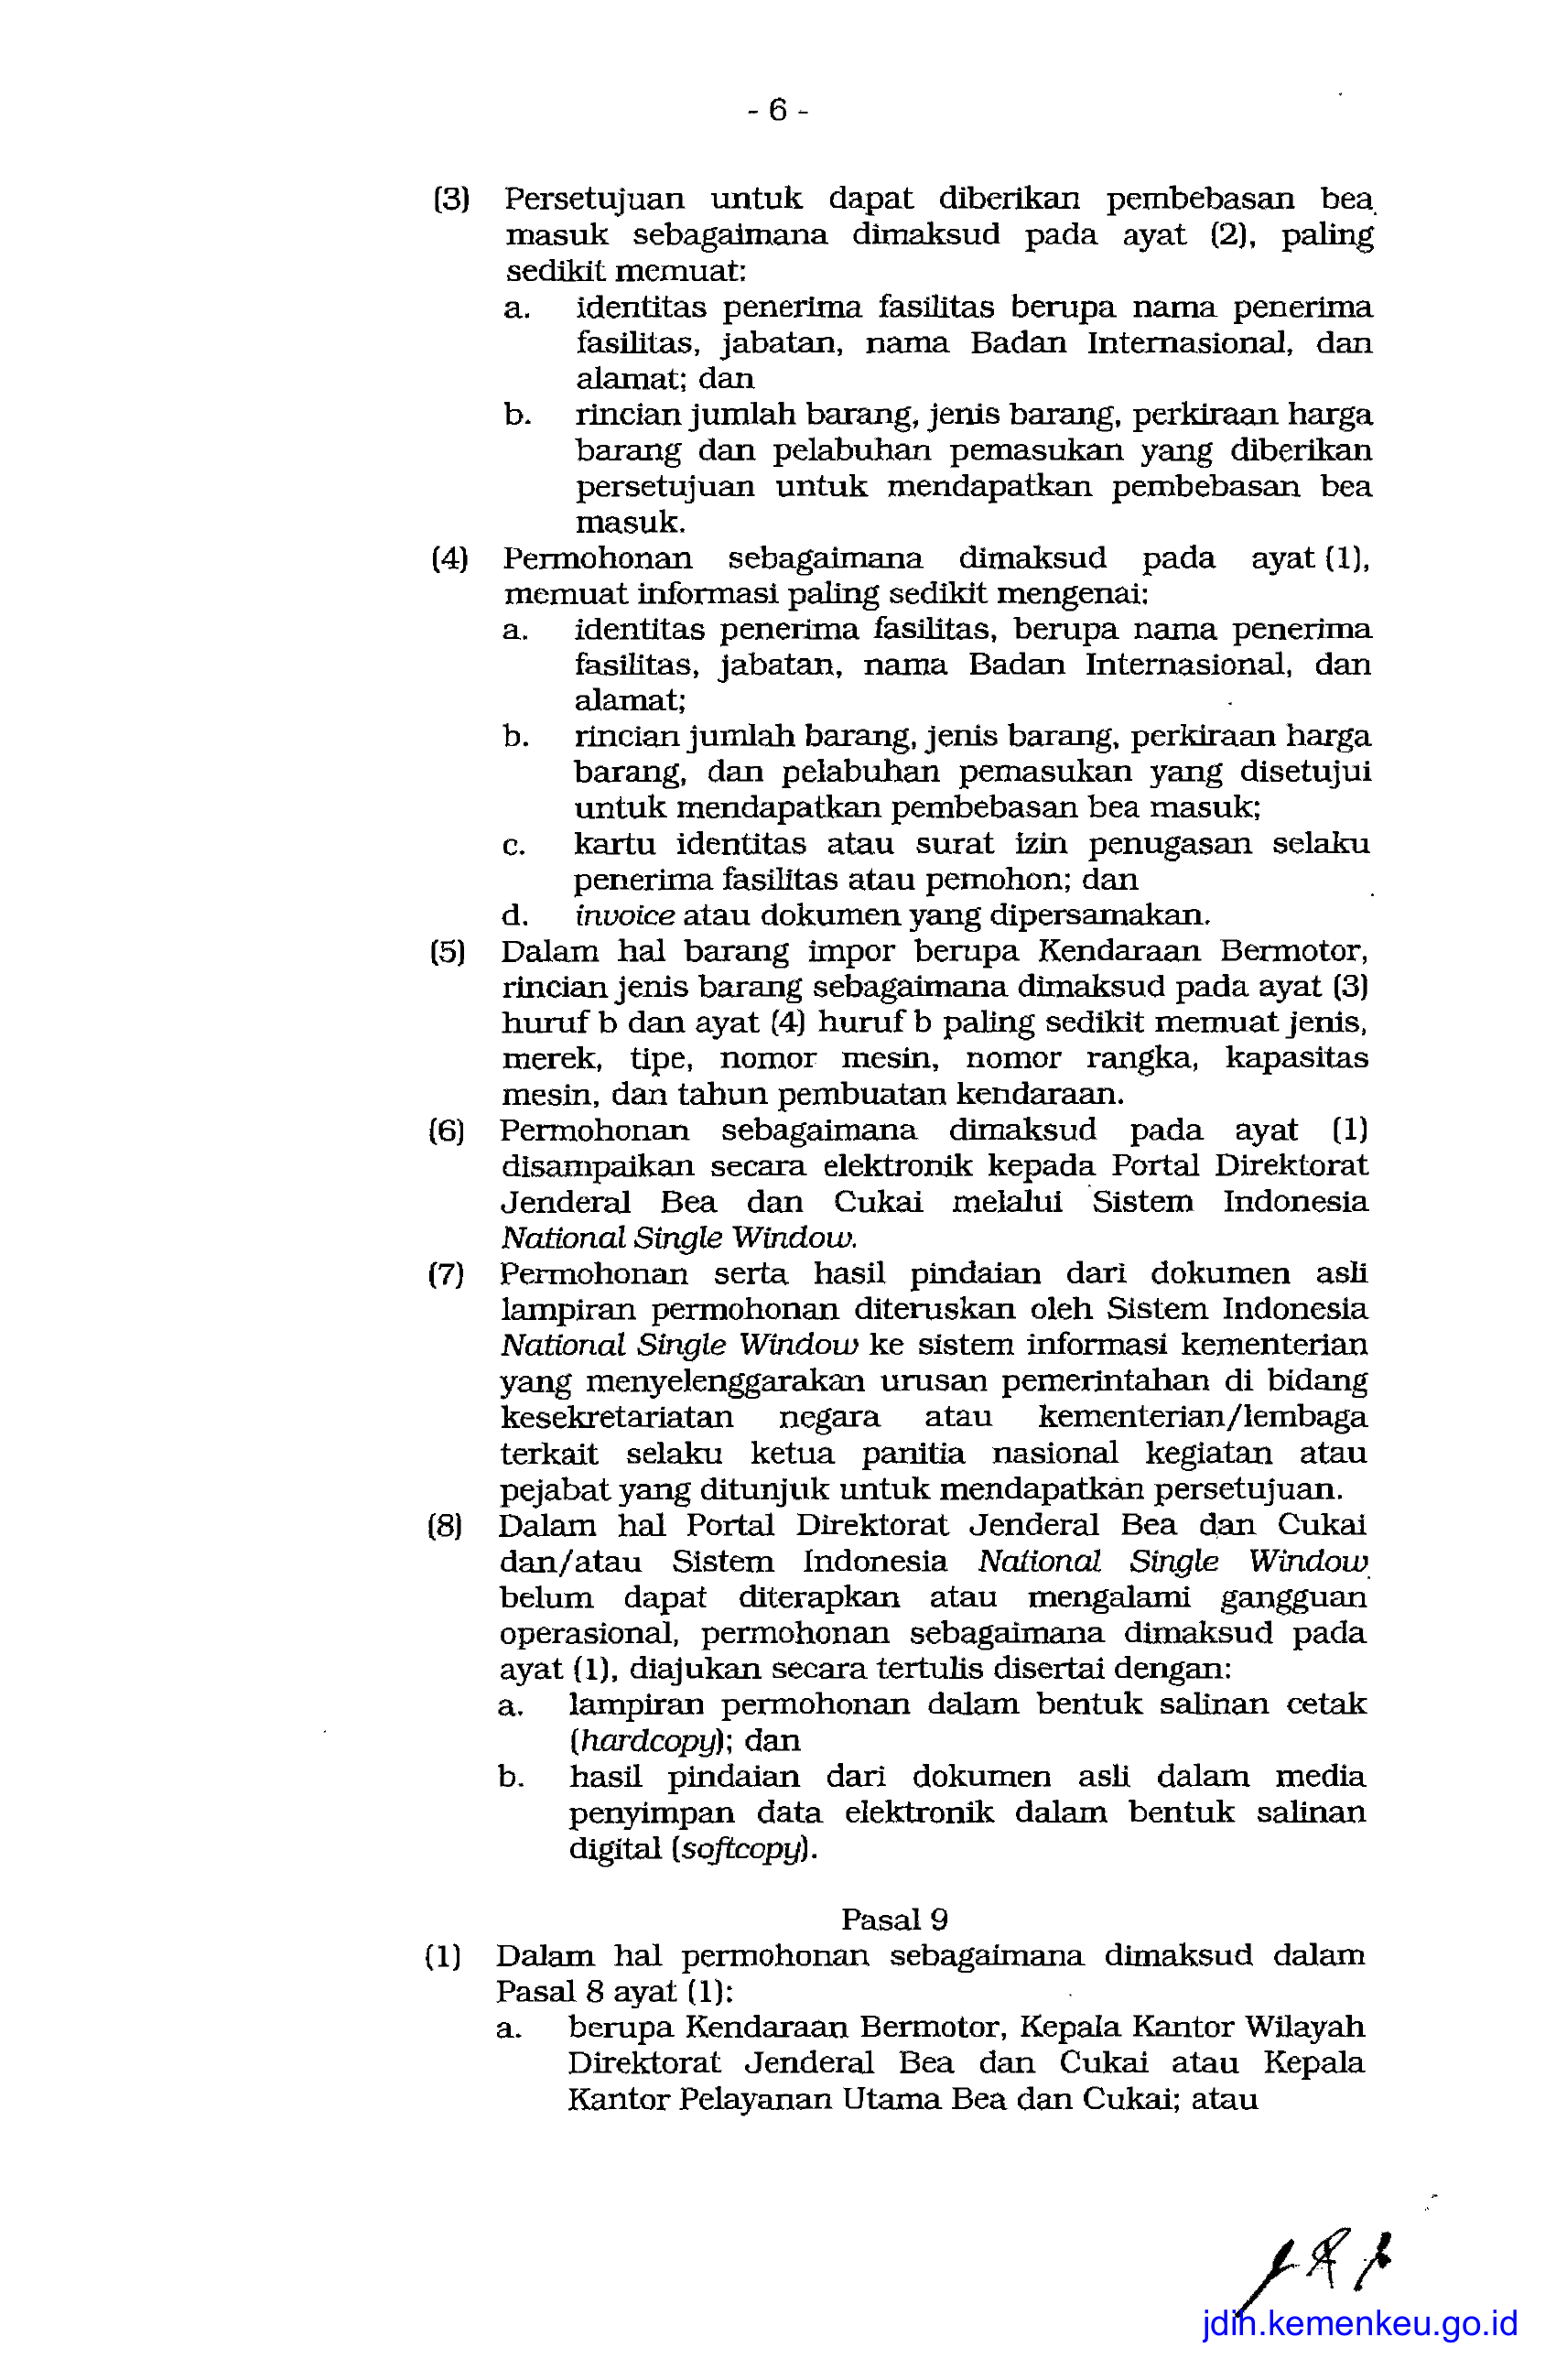 - 6 -
(3) Persetujuan untuk dapat diberikan pembebasan bea
masuk sebagaimana dimaksud pada ayat (2), paling
sedikit memuat:
a. identitas penerima fasilitas berupa nama penerima
fasilitas, jabatan, nama Badan Internasional, dan
alamat; dan
b. rincian jumlah barang, jenis barang, perkiraan harga
barang dan pelabuhan pemasukan yang diberikan
persetujuan untuk mendapatkan pembebasan bea
masuk.
(4) Permohonan sebagaimana dimaksud pada ayat (1),
memuat informasi paling sedikit mengenai:
a. identitas penerima fasilitas, berupa nama penerima
fasilitas, jabatan, nama Badan Internasional, dan
alamat;
b. rincian jumlah barang, jenis barang, perkiraan harga
barang, dan pelabuhan pemasukan yang disetujui
untuk mendapatkan pembebasan bea masuk;
c. kartu identitas atau surat izin penugasan selaku
penerima fasilitas atau pemohon; dan
d. invoice atau dokumen yang dipersamakan.
(5) Dalam hal barang impor berupa Kendaraan Bermotor,
rincian jenis barang sebagaimana dimaksud pada ayat (3)
huruf b dan ayat (4) huruf b paling sedikit memuat jenis,
merek, tipe, nomor mesin, nomor rangka, kapasitas
mesin, dan tahun pembuatan kendaraan.
(6) Permohonan sebagaimana dimaksud pada ayat (1)
disampaikan secara elektronik kepada Portal Direktorat
Jenderal Bea dan Cukai melalui Sistem Indonesia
National Single Window.
(7) Permohonan serta hasil pindaian dari dokumen asli
lampiran permohonan diteruskan oleh Sistem Indonesia
National Single Window ke sistem informasi kementerian
yang menyelenggarakan urusan pemerintahan di bidang
kesekretariatan negara atau kementerian/lembaga
terkait selaku ketua panitia nasional kegiatan atau
pejabat yang ditunjuk untuk mendapatkan persetujuan.
(8) Dalam hal Portal Direktorat Jenderal Bea dan Cukai
dan/atau Sistem Indonesia National Single Window
belum dapat diterapkan atau mengalami gangguan
operasional, permohonan sebagaimana dimaksud pada
ayat (1), diajukan secara tertulis disertai dengan:
a. lampiran permohonan dalam bentuk salinan cetak
(hardcopy); dan
b. hasil pindaian dari dokumen asli dalam media
penyimpan data elektronik dalam bentuk salinan
digital (softcopy).
Pasal 9
(1) Dalam hal permohonan sebagaimana dimaksud dalam
Pasal 8 ayat (1):
a. berupa Kendaraan Bermotor, Kepala Kantor Wilayah
Direktorat Jenderal Bea dan Cukai atau Kepala
Kantor Pelayanan Utama Bea dan Cukai; atau
jdih.kemenkeu.go.id